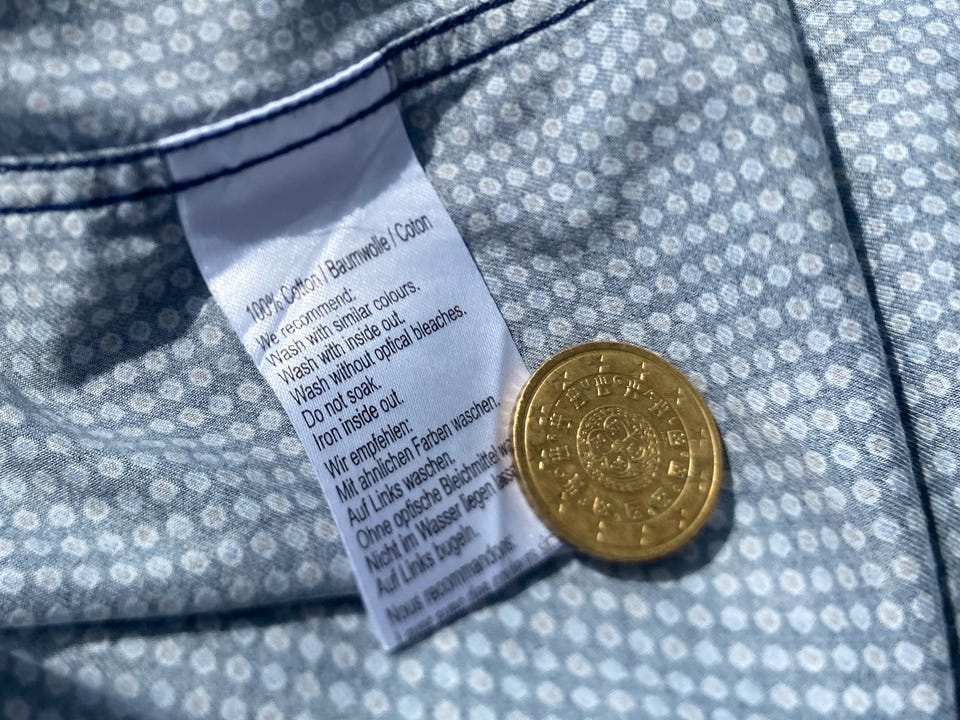 100% Cotton / Baumwolle / Coton
We recommend:
Wash with similar colours.
Wash with inside out.
Wash without optical bleaches.
Do not soak.
Iron inside out.
Wir empfehlen:
Mit ähnlichen Farben waschen.
Auf Links waschen.
Ohne optische Bleichmittel
Nicht im Wasser liegen
Auf Links bügeln.
Nous recommandons: